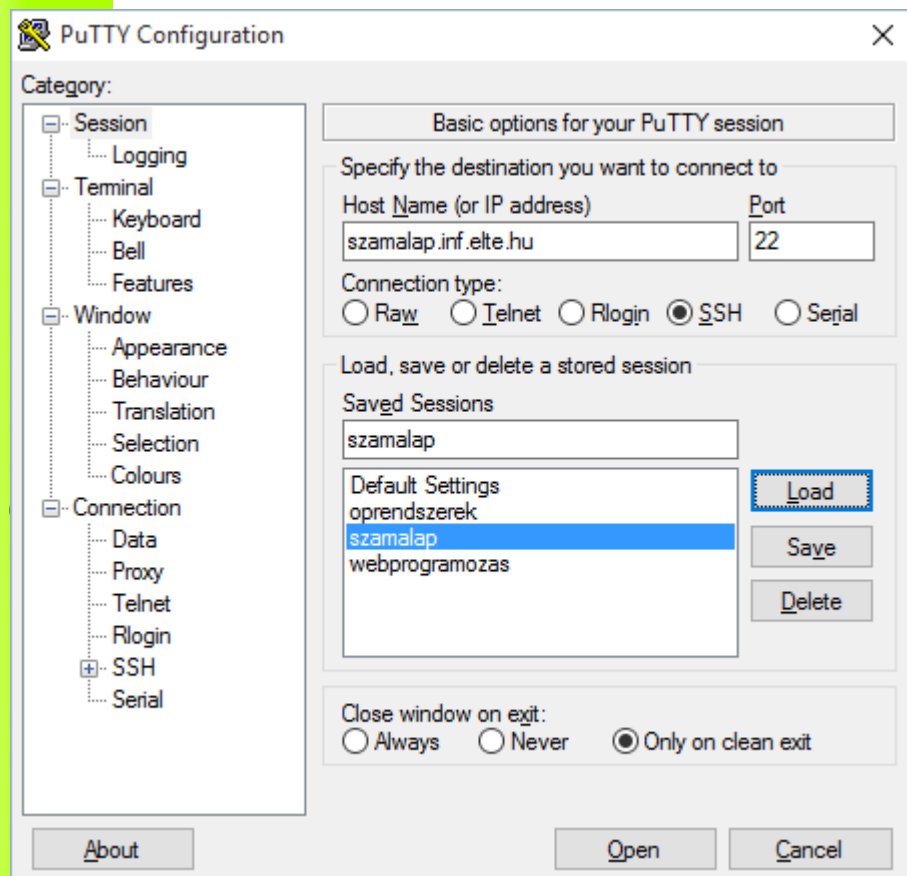 PuTTY Configuration
Category:
Session
Logging
Terminal
Keyboard
Bell
Features
Window
Appearance
Behaviour
Translation
Selection
Colours
Connection
Data
Proxy
Telnet
Rlogin
SSH
Serial
Basic options for your PuTTY session
Specify the destination you want to connect to
Host Name (or IP address) Port
szamalap.inf.elte.hu 22
Connection type:
Raw Telnet Rlogin SSH Serial
Load, save or delete a stored session
Saved Sessions
szamalap
Default Settings
oprendszerek
szamalap
webprogramozas
Load
Save
Delete
Close window on exit:
Always Never Only on clean exit
About Open Cancel